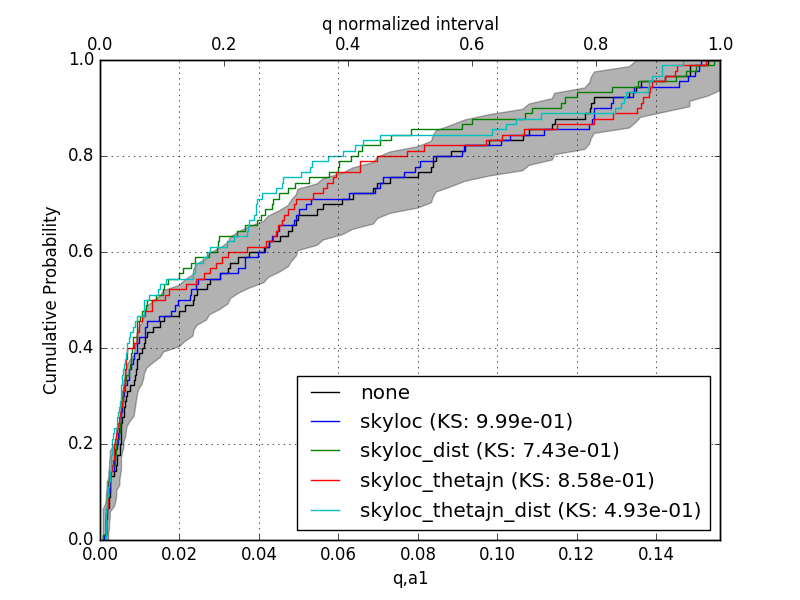 q normalized interval
0.0 0.2 0.4 0.6 0.8 1.0
1.0
0.8
0.6
0.4
0.2
0.0
Cumulative Probability
none
skyloc (KS: 9.99e-01)
skyloc_dist (KS: 7.43e-01)
skyloc_thetajn (KS: 8.58e-01)
skyloc_thetajn_dist (KS: 4.93e-01)
0.00 0.02 0.04 0.06 0.08 0.10 0.12 0.14
q,a1